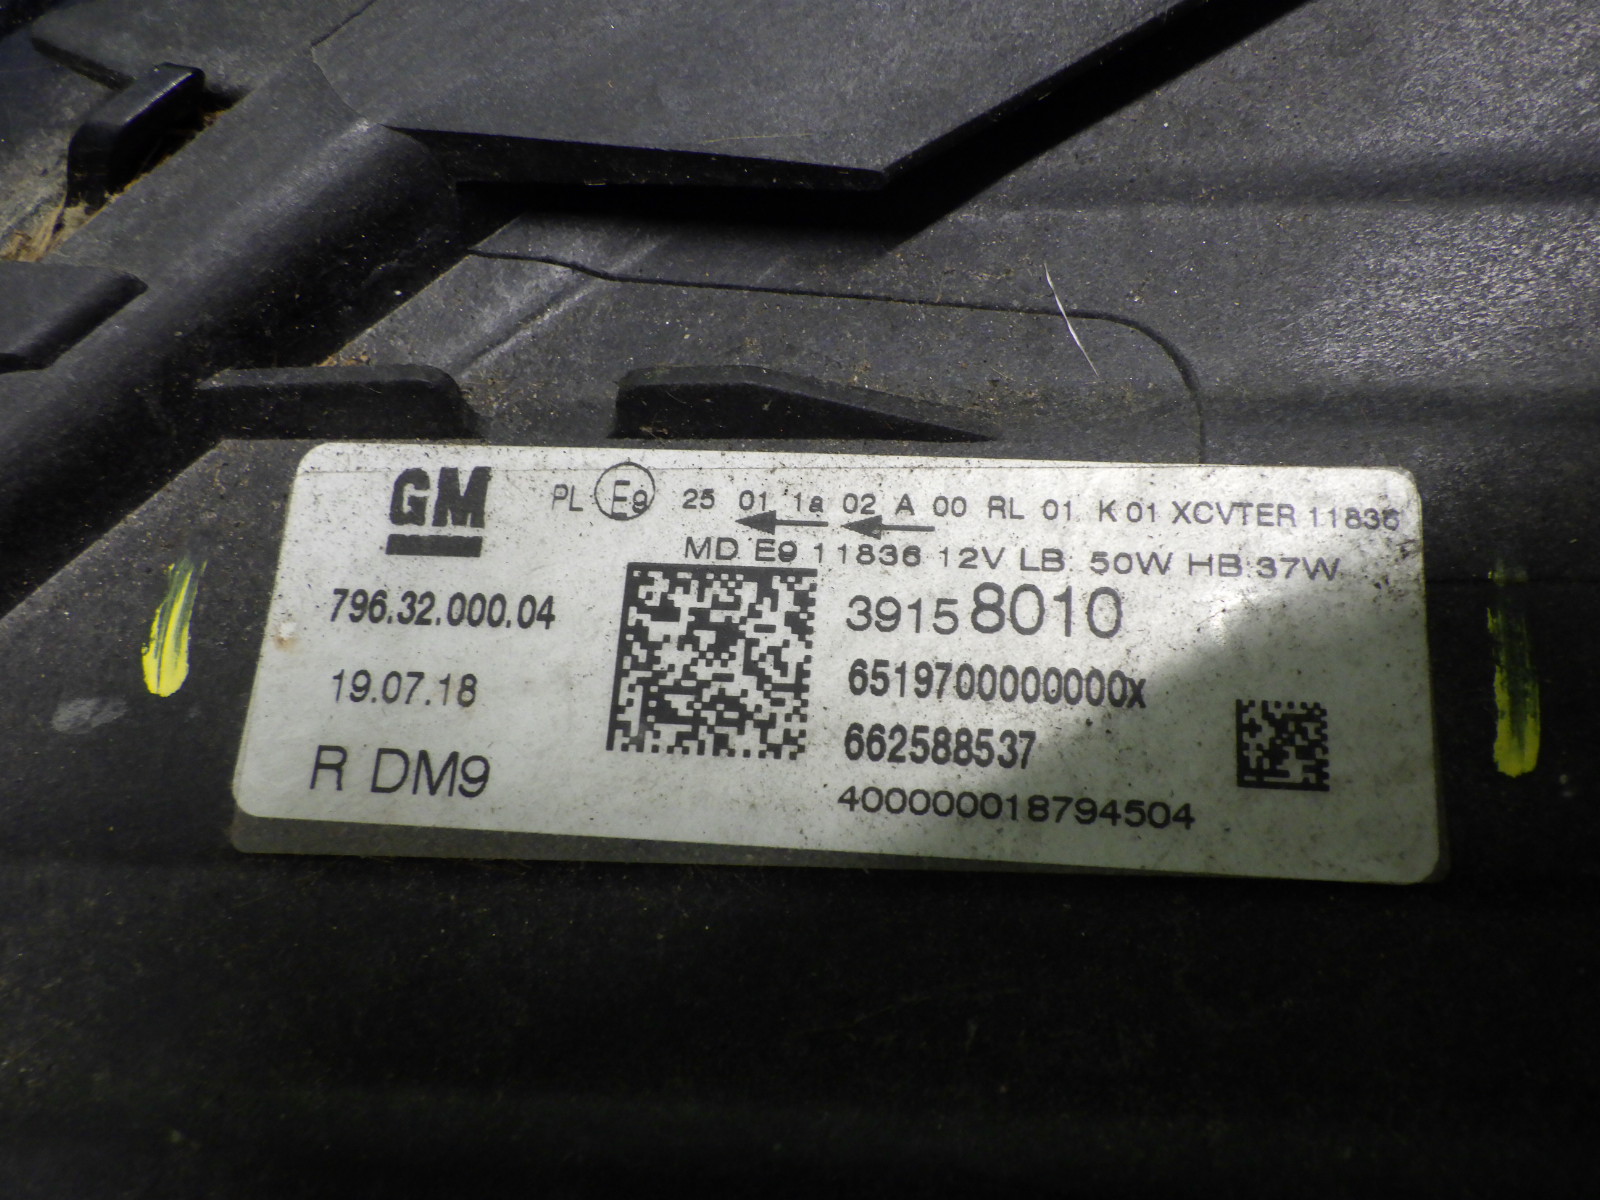 GM
PL E9 25 01 1a 02 A 00 RL 01 K 01 XCVTER 11836
MD E9 11836 12V LB 50W HB 37W
796.32.000.04
39158010
19.07.18
6519700000000x
662588537
R DM9
400000018794504